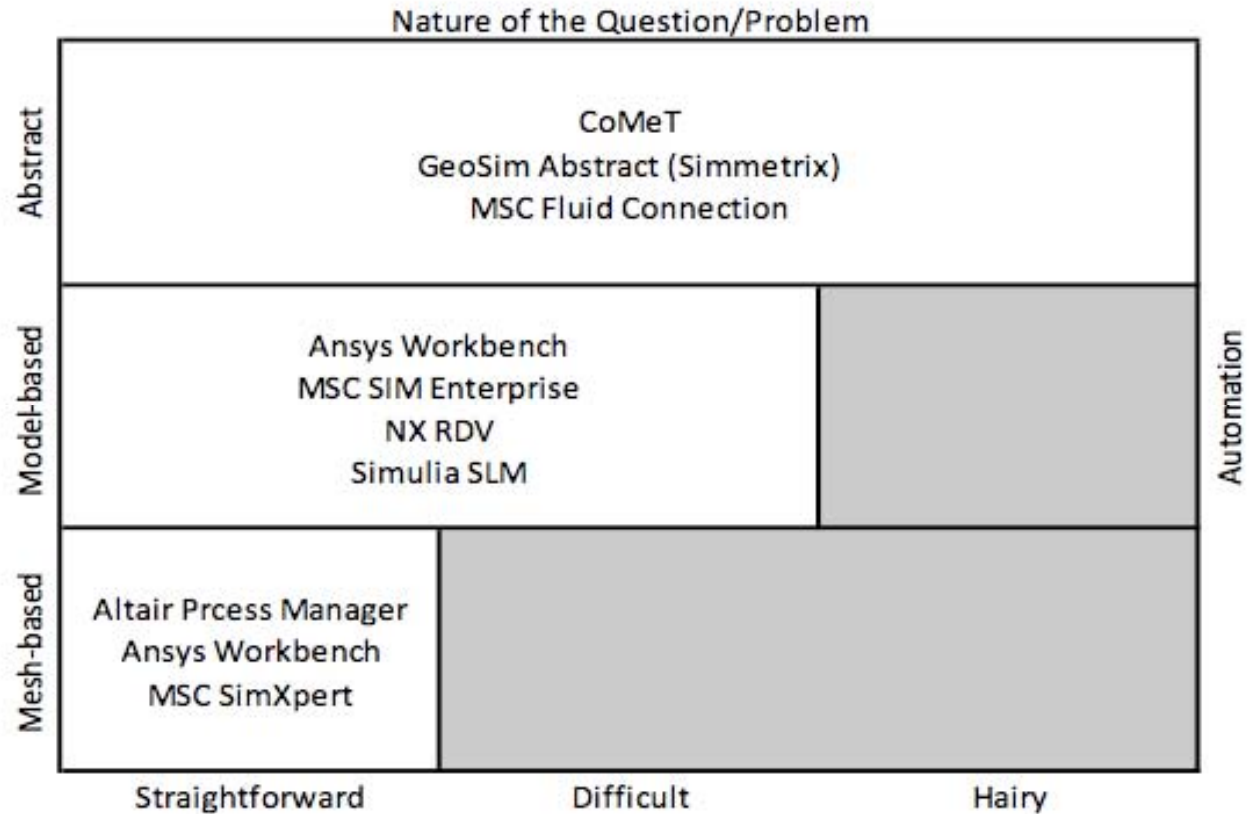 Nature of the Question/Problem
Abstract
CoMeT
GeoSim Abstract (Simmetrix)
MSC Fluid Connection
Model-based
Ansys Workbench
MSC SIM Enterprise
NX RDV
Simulia SLM
Automation
Mesh-based
Altair Prcess Manager
Ansys Workbench
MSC SimXpert
Straightforward
Difficult
Hairy